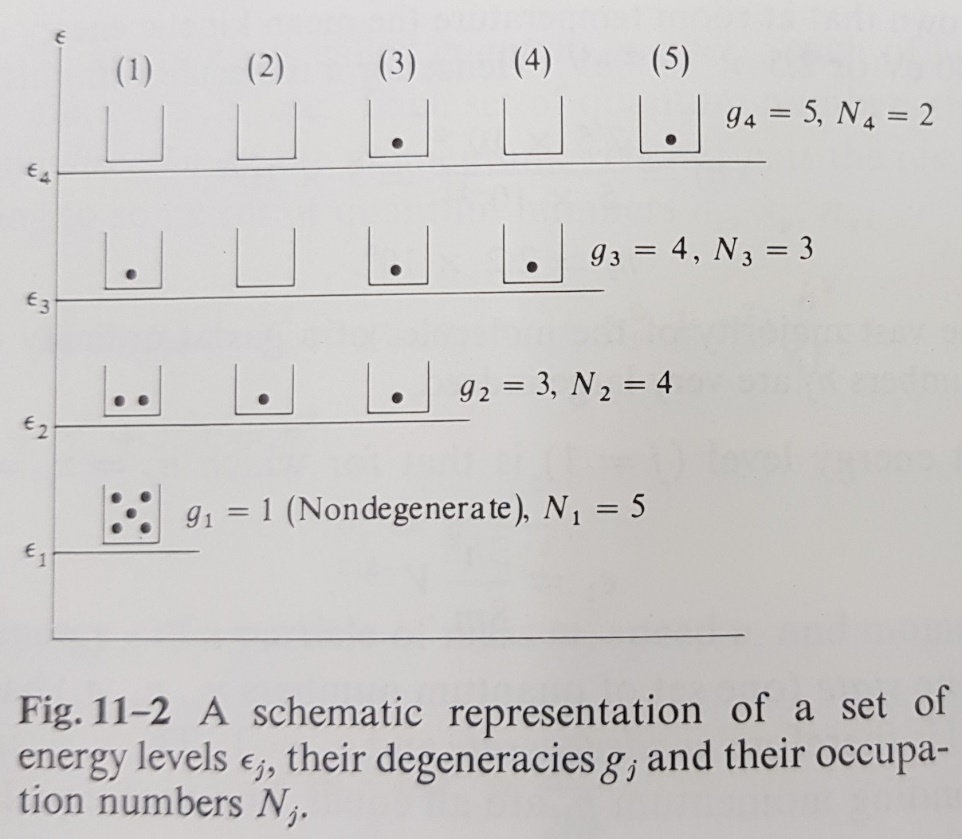 ϵ
(1) (2) (3) (4) (5)
g₄ = 5, N₄ = 2
ϵ₄
g₃ = 4, N₃ = 3
ϵ₃
g₂ = 3, N₂ = 4
ϵ₂
g₁ = 1 (Nondegenerate), N₁ = 5
ϵ₁
Fig. 11–2 A schematic representation of a set of
energy levels ϵⱼ, their degeneracies gⱼ and their occupa-
tion numbers Nⱼ.